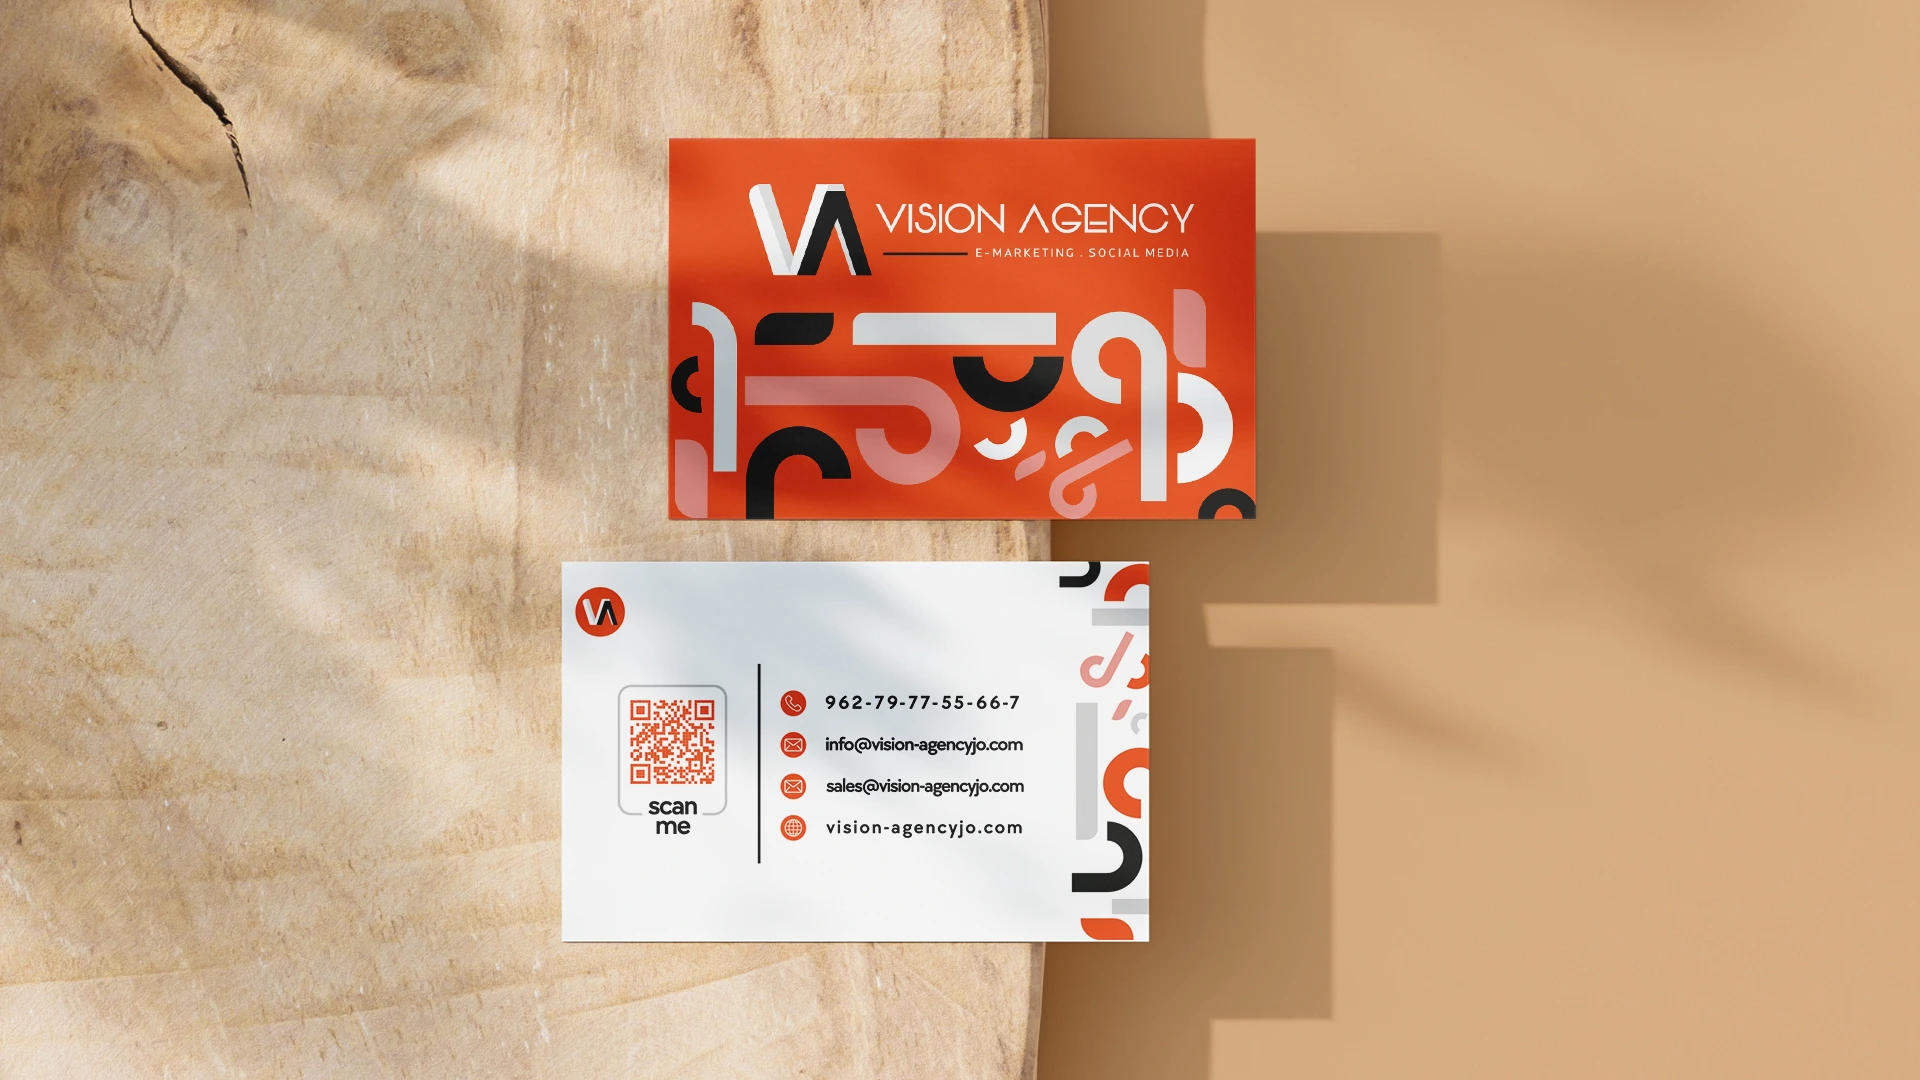 VA
VISION AGENCY
E-MARKETING . SOCIAL MEDIA
VA
scan
me
962-79-77-55-66-7
info@vision-agencyjo.com
sales@vision-agencyjo.com
vision-agencyjo.com